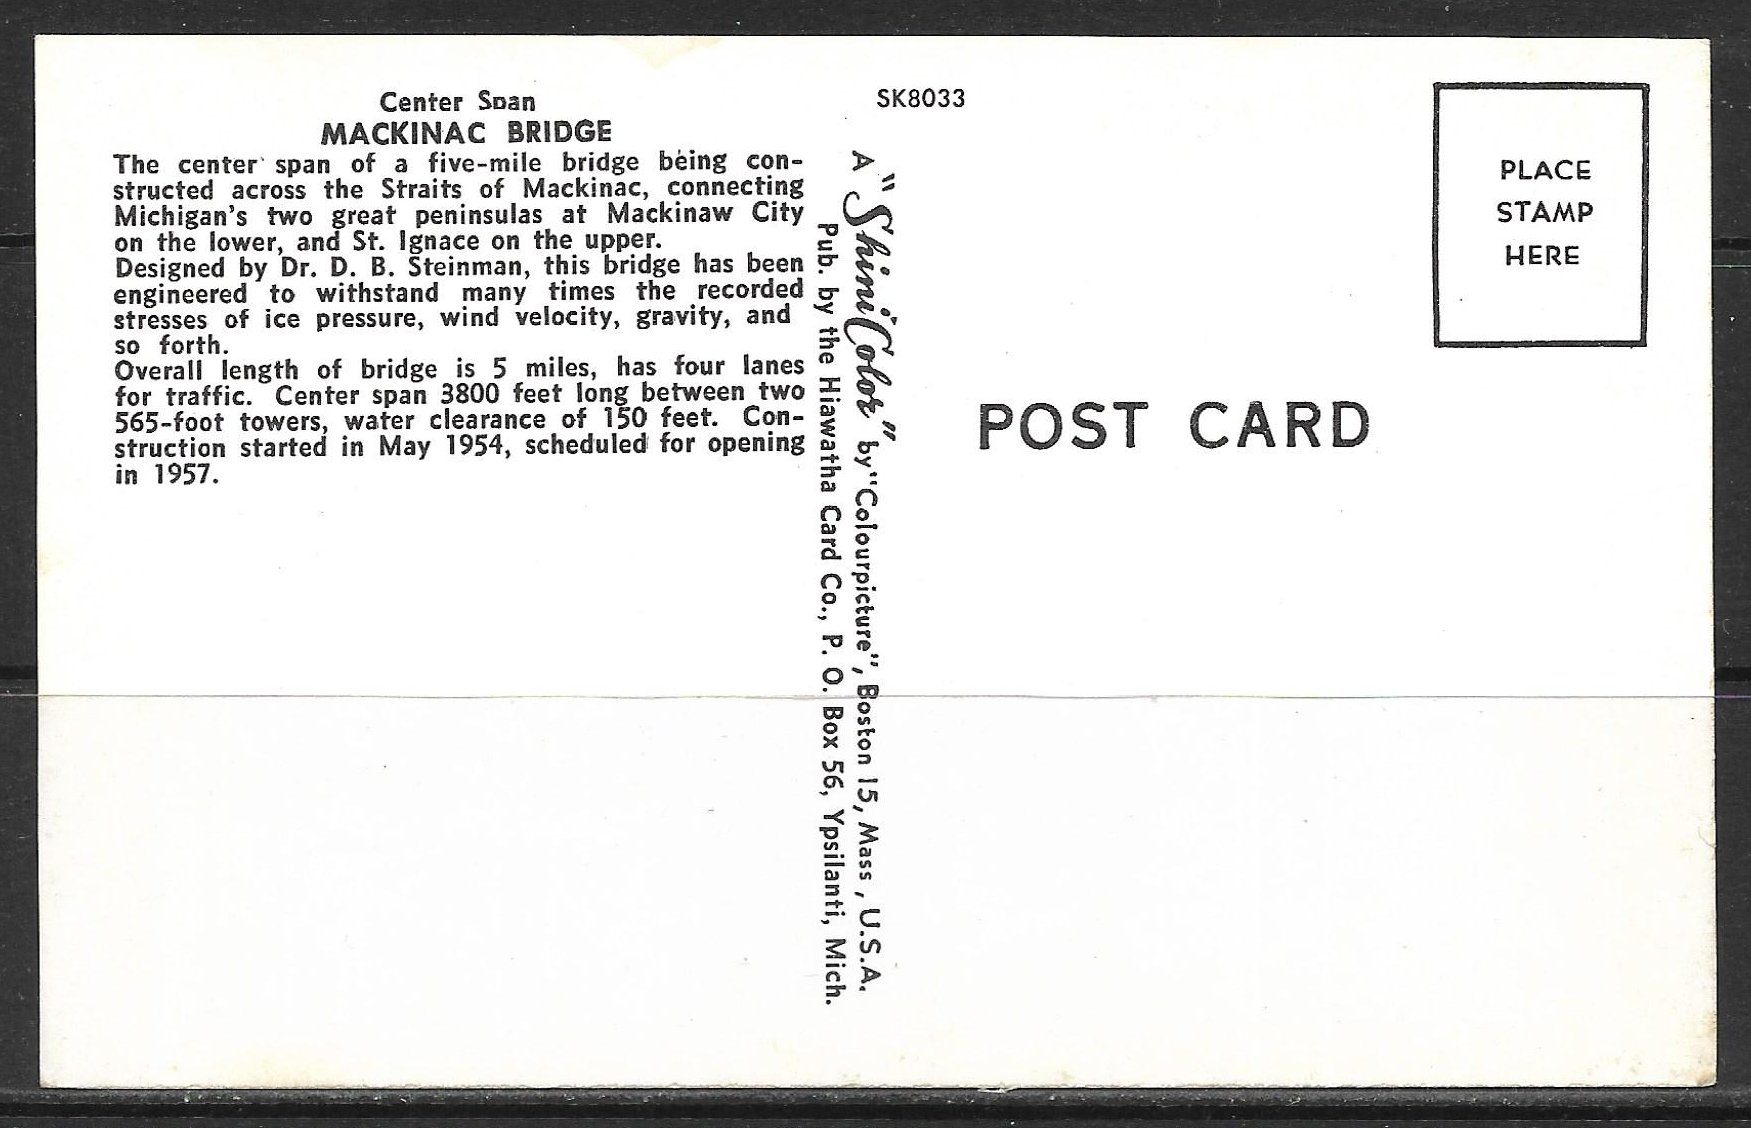 Center Span
MACKINAC BRIDGE
The center span of a five-mile bridge being con-
structed across the Straits of Mackinac, connecting
Michigan's two great peninsulas at Mackinaw City
on the lower, and St. Ignace on the upper.
Designed by Dr. D. B. Steinman, this bridge has been
engineered to withstand many times the recorded
stresses of ice pressure, wind velocity, gravity, and
so forth.
Overall length of bridge is 5 miles, has four lanes
for traffic. Center span 3800 feet long between two
565-foot towers, water clearance of 150 feet. Con-
struction started in May 1954, scheduled for opening
in 1957.
SK8033
A "Shini Color" by "Colourpicture", Boston 15, Mass , U.S.A.
Pub. by the Hiawatha Card Co., P. O. Box 56, Ypsilanti, Mich.
PLACE
STAMP
HERE
POST CARD